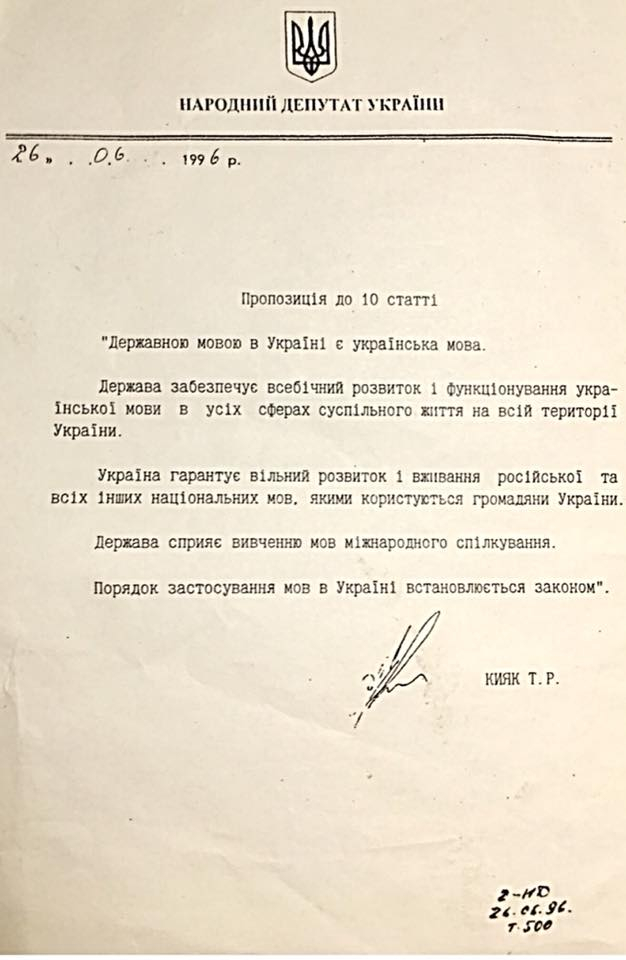 НАРОДНИЙ ДЕПУТАТ УКРАЇНИ
26 „ . .06. . . 1996 р.
Пропозиція до 10 статті
"Державною мовою в Україні є українська мова.
Держава забезпечує всебічний розвиток і функціонування укра-
їнської мови в усіх сферах суспільного життя на всій території
України.
Україна гарантує вільний розвиток і вживання російської та
всіх інших національних мов, якими користуються громадяни України.
Держава сприяє вивченню мов міжнародного спілкування.
Порядок застосування мов в Україні встановлюється законом".
КИЯК Т.Р.
2-НД
26.06.96.
т.500